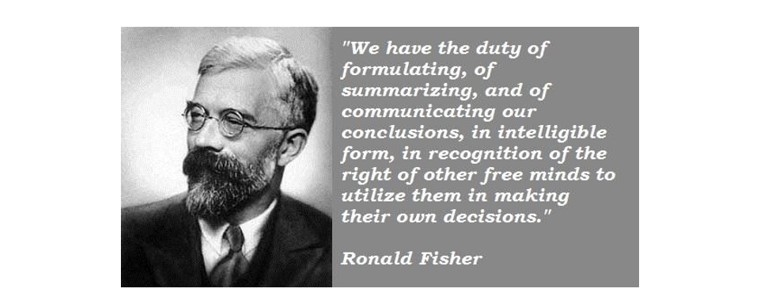 "We have the duty of
formulating, of
summarizing, and of
communicating our
conclusions, in intelligible
form, in recognition of the
right of other free minds to
utilize them in making
their own decisions."
Ronald Fisher